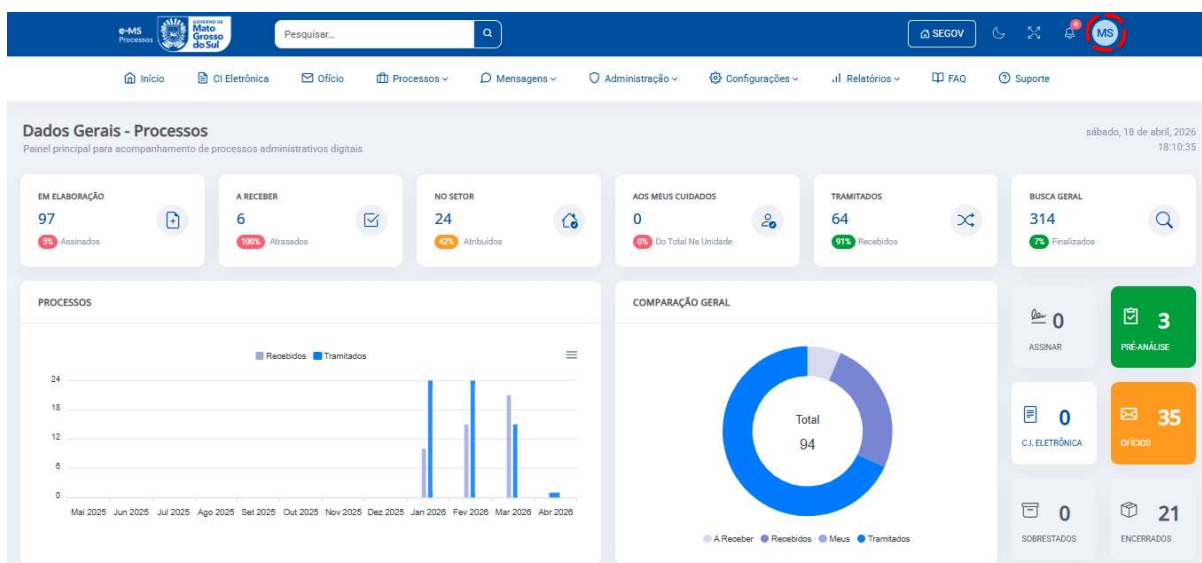 e-MS
Processos
GOVERNO DE
Mato
Grosso
do Sul
Pesquisar...
SEGOV
MS
Início
CI Eletrônica
Ofício
Processos
Mensagens
Administração
Configurações
Relatórios
FAQ
Suporte
Dados Gerais - Processos
Painel principal para acompanhamento de processos administrativos digitais
sábado, 18 de abril, 2026
18:10:35
EM ELABORAÇÃO
97
5% Assinados
A RECEBER
6
100% Atrasados
NO SETOR
24
42% Atribuídos
AOS MEUS CUIDADOS
0
0% Do Total Na Unidade
TRAMITADOS
64
91% Recebidos
BUSCA GERAL
314
7% Finalizados
PROCESSOS
Recebidos Tramitados
24
18
12
6
0
Mai 2025 Jun 2025 Jul 2025 Ago 2025 Set 2025 Out 2025 Nov 2025 Dez 2025 Jan 2026 Fev 2026 Mar 2026 Abr 2026
COMPARAÇÃO GERAL
Total
94
A Receber Recebidos Meus Tramitados
0
ASSINAR
3
PRÉ-ANÁLISE
0
C.I. ELETRÔNICA
35
OFÍCIOS
0
SOBRESTADOS
21
ENCERRADOS